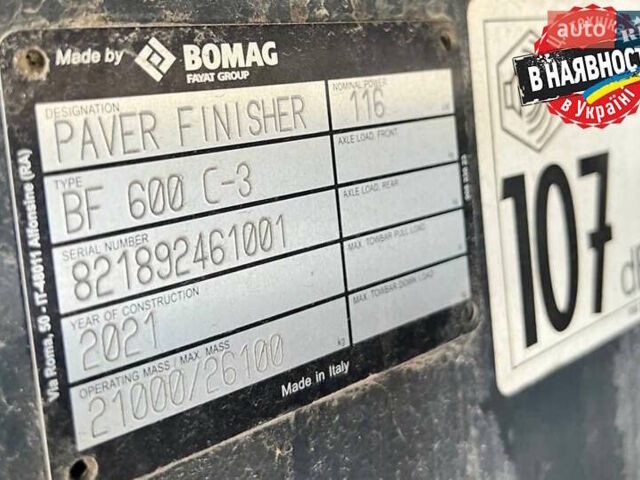 Made by BOMAG
FAYAT GROUP
DESIGNATION
PAVER FINISHER
NOMINAL POWER
116
TYPE
BF 600 C-3
AXLE LOAD, FRONT
SERIAL NUMBER
821892461001
AXLE LOAD, REAR
YEAR OF CONSTRUCTION
2021
MAX. TOWBAR PULL LOAD
OPERATING MASS / MAX. MASS
21000/26100
kg
MAX. TOWBAR DOWN. LOAD
Made in Italy
Via Roma, 50 - IT-48011 Alfonsine (RA)
107
auto
В НАЯВНОСТІ
в Україні